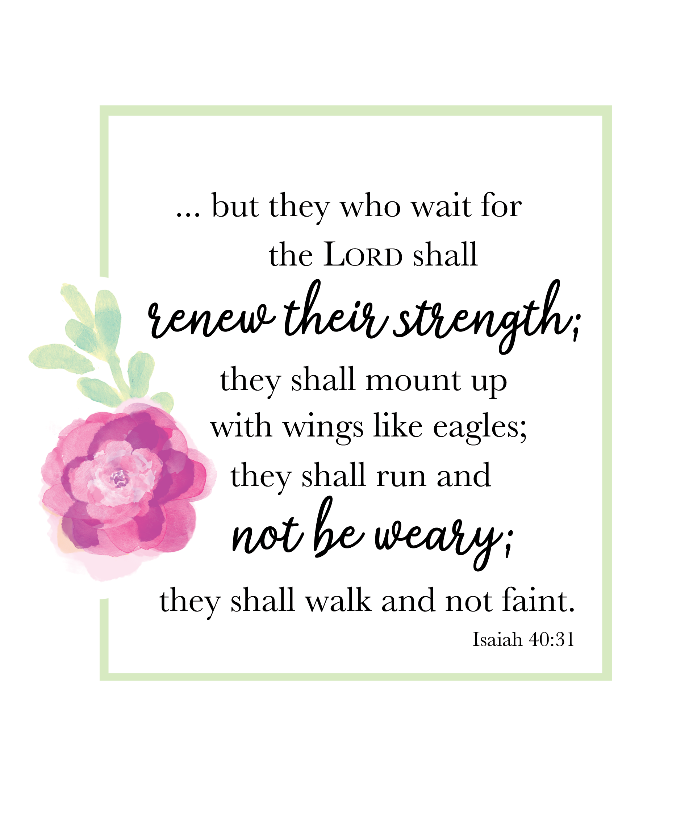 ... but they who wait for
the LORD shall
renew their strength;
they shall mount up
with wings like eagles;
they shall run and
not be weary;
they shall walk and not faint.
Isaiah 40:31